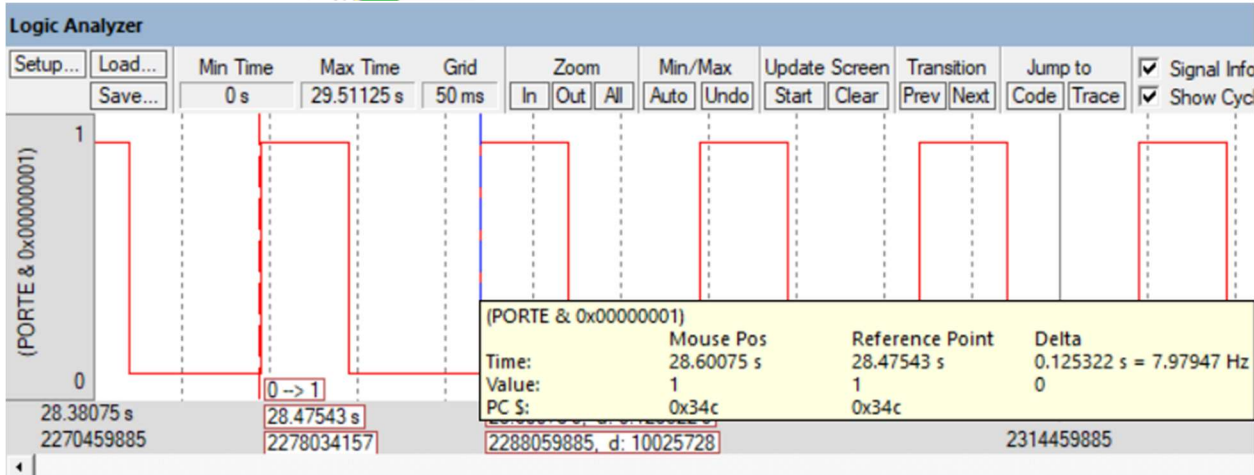 Logic Analyzer
Setup... Load... Min Time Max Time Grid Zoom Min/Max Update Screen Transition Jump to Signal Info
Save... 0 s 29.51125 s 50 ms In Out All Auto Undo Start Clear Prev Next Code Trace Show Cycl
1
(PORTE & 0x00000001)
0
(PORTE & 0x00000001)
Mouse Pos Reference Point Delta
Time: 28.60075 s 28.47543 s 0.125322 s = 7.97947 Hz
Value: 1 1 0
PC $: 0x34c 0x34c
0 --> 1
28.38075 s 28.47543 s
2270459885 2278034157 2288059885, d: 10025728 2314459885